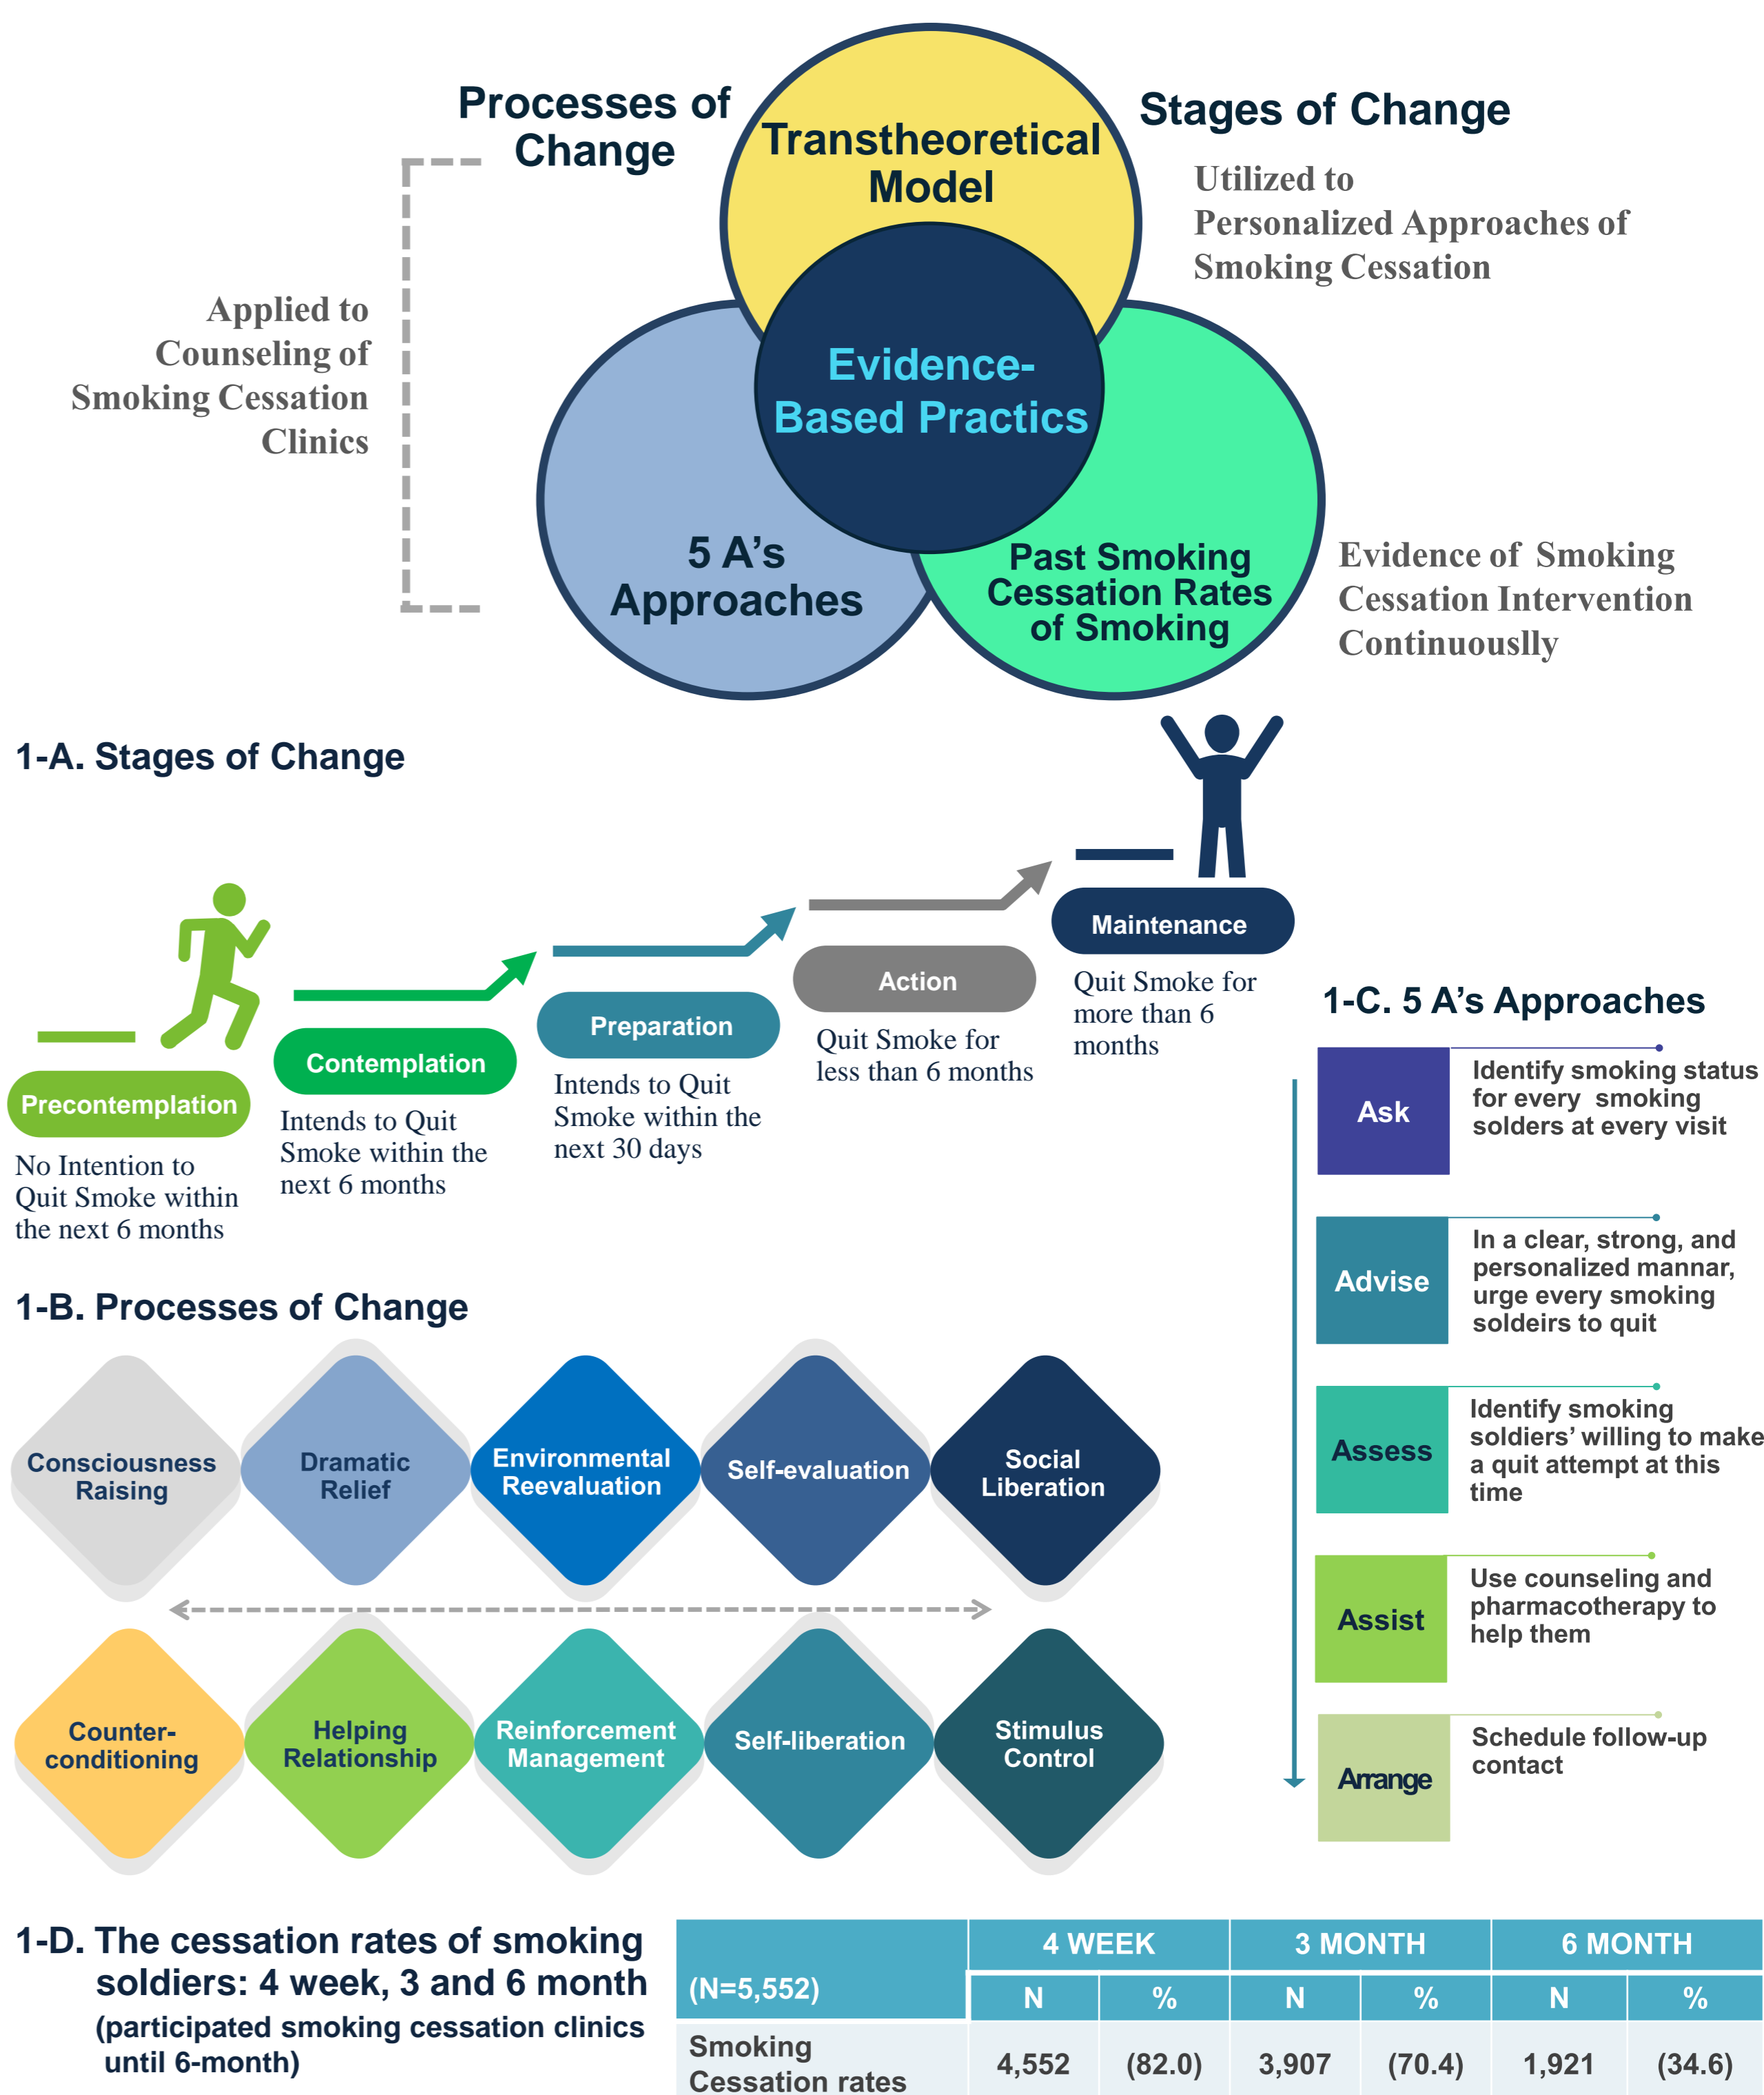 Processes of
Change
Transtheoretical
Model
Stages of Change
Utilized to
Personalized Approaches of
Smoking Cessation
Applied to
Counseling of
Smoking Cessation
Clinics
Evidence-
Based Practics
5 A’s
Approaches
Past Smoking
Cessation Rates
of Smoking
Evidence of Smoking
Cessation Intervention
Continuouslly
1-A. Stages of Change
Precontemplation
No Intention to
Quit Smoke within
the next 6 months
Contemplation
Intends to Quit
Smoke within the
next 6 months
Preparation
Intends to Quit
Smoke within the
next 30 days
Action
Quit Smoke for
less than 6 months
Maintenance
Quit Smoke for
more than 6
months
1-B. Processes of Change
Consciousness
Raising
Dramatic
Relief
Environmental
Reevaluation
Self-evaluation
Social
Liberation
Counter-
conditioning
Helping
Relationship
Reinforcement
Management
Self-liberation
Stimulus
Control
1-C. 5 A’s Approaches
Ask
Identify smoking status
for every smoking
solders at every visit
Advise
In a clear, strong, and
personalized mannar,
urge every smoking
soldeirs to quit
Assess
Identify smoking
soldiers’ willing to make
a quit attempt at this
time
Assist
Use counseling and
pharmacotherapy to
help them
Arrange
Schedule follow-up
contact
1-D. The cessation rates of smoking
soldiers: 4 week, 3 and 6 month
(participated smoking cessation clinics
until 6-month)
(N=5,552) 4 WEEK 3 MONTH 6 MONTH
N % N % N %
Smoking
Cessation rates 4,552 (82.0) 3,907 (70.4) 1,921 (34.6)